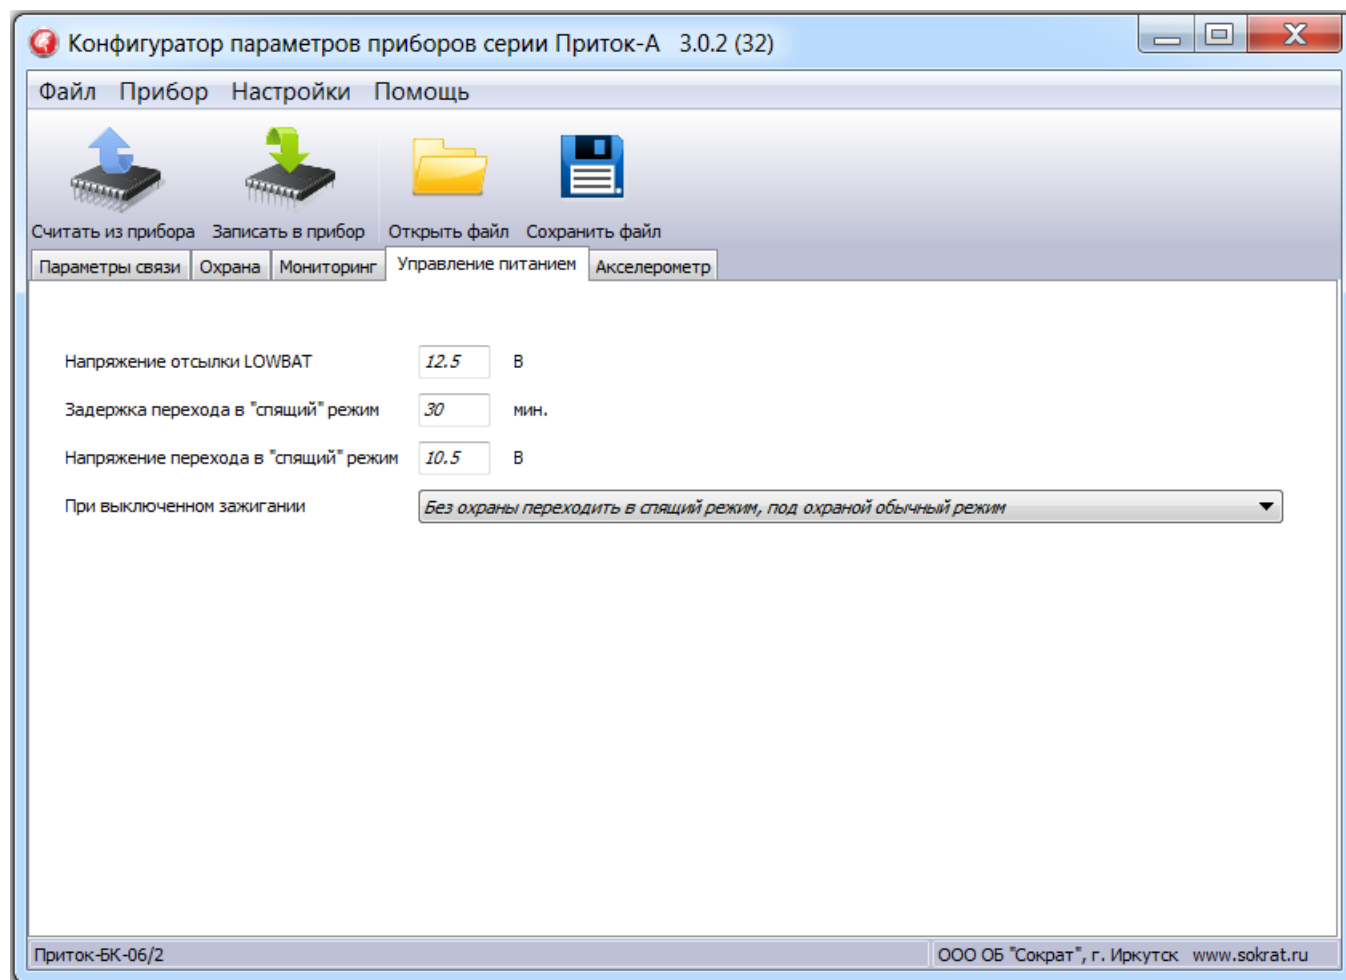 Конфигуратор параметров приборов серии Приток-А 3.0.2 (32)
Файл Прибор Настройки Помощь
Считать из прибора Записать в прибор Открыть файл Сохранить файл
Параметры связи Охрана Мониторинг Управление питанием Акселерометр
Напряжение отсылки LOWBAT 12.5 В
Задержка перехода в "спящий" режим 30 мин.
Напряжение перехода в "спящий" режим 10.5 В
При выключенном зажигании Без охраны переходить в спящий режим, под охраной обычный режим
Приток-БК-06/2 ООО ОБ "Сократ", г. Иркутск www.sokrat.ru